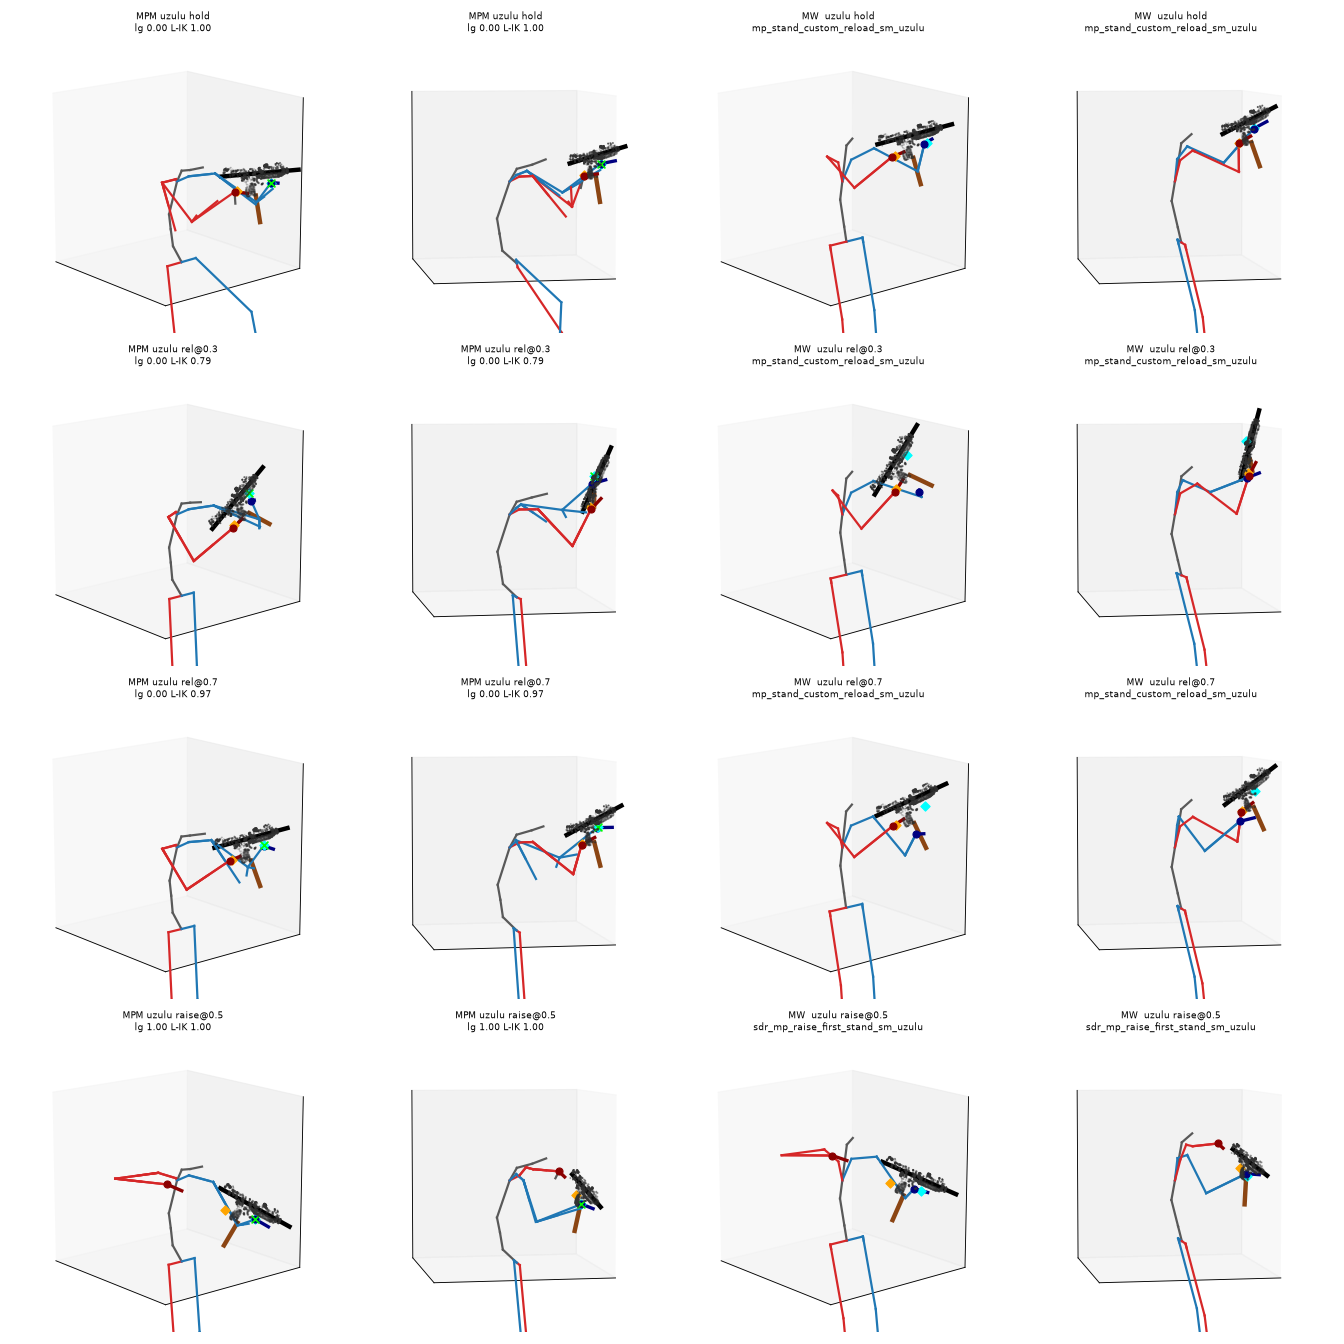 MPM uzulu hold
lg 0.00 L-IK 1.00
MPM uzulu hold
lg 0.00 L-IK 1.00
MW  uzulu hold
mp_stand_custom_reload_sm_uzulu
MW  uzulu hold
mp_stand_custom_reload_sm_uzulu
MPM uzulu rel@0.3
lg 0.00 L-IK 0.79
MPM uzulu rel@0.3
lg 0.00 L-IK 0.79
MW  uzulu rel@0.3
mp_stand_custom_reload_sm_uzulu
MW  uzulu rel@0.3
mp_stand_custom_reload_sm_uzulu
MPM uzulu rel@0.7
lg 0.00 L-IK 0.97
MPM uzulu rel@0.7
lg 0.00 L-IK 0.97
MW  uzulu rel@0.7
mp_stand_custom_reload_sm_uzulu
MW  uzulu rel@0.7
mp_stand_custom_reload_sm_uzulu
MPM uzulu raise@0.5
lg 1.00 L-IK 1.00
MPM uzulu raise@0.5
lg 1.00 L-IK 1.00
MW  uzulu raise@0.5
sdr_mp_raise_first_stand_sm_uzulu
MW  uzulu raise@0.5
sdr_mp_raise_first_stand_sm_uzulu